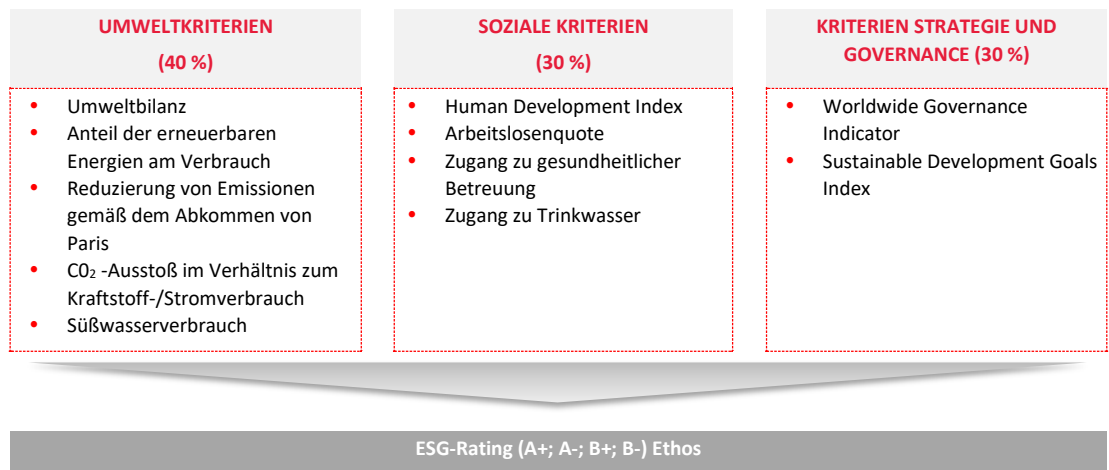 UMWELTKRITERIEN
(40 %)
• Umweltbilanz
• Anteil der erneuerbaren
Energien am Verbrauch
• Reduzierung von Emissionen
gemäß dem Abkommen von
Paris
• C0₂ -Ausstoß im Verhältnis zum
Kraftstoff-/Stromverbrauch
• Süßwasserverbrauch
SOZIALE KRITERIEN
(30 %)
• Human Development Index
• Arbeitslosenquote
• Zugang zu gesundheitlicher
Betreuung
• Zugang zu Trinkwasser
KRITERIEN STRATEGIE UND
GOVERNANCE (30 %)
• Worldwide Governance
Indicator
• Sustainable Development Goals
Index
ESG-Rating (A+; A-; B+; B-) Ethos